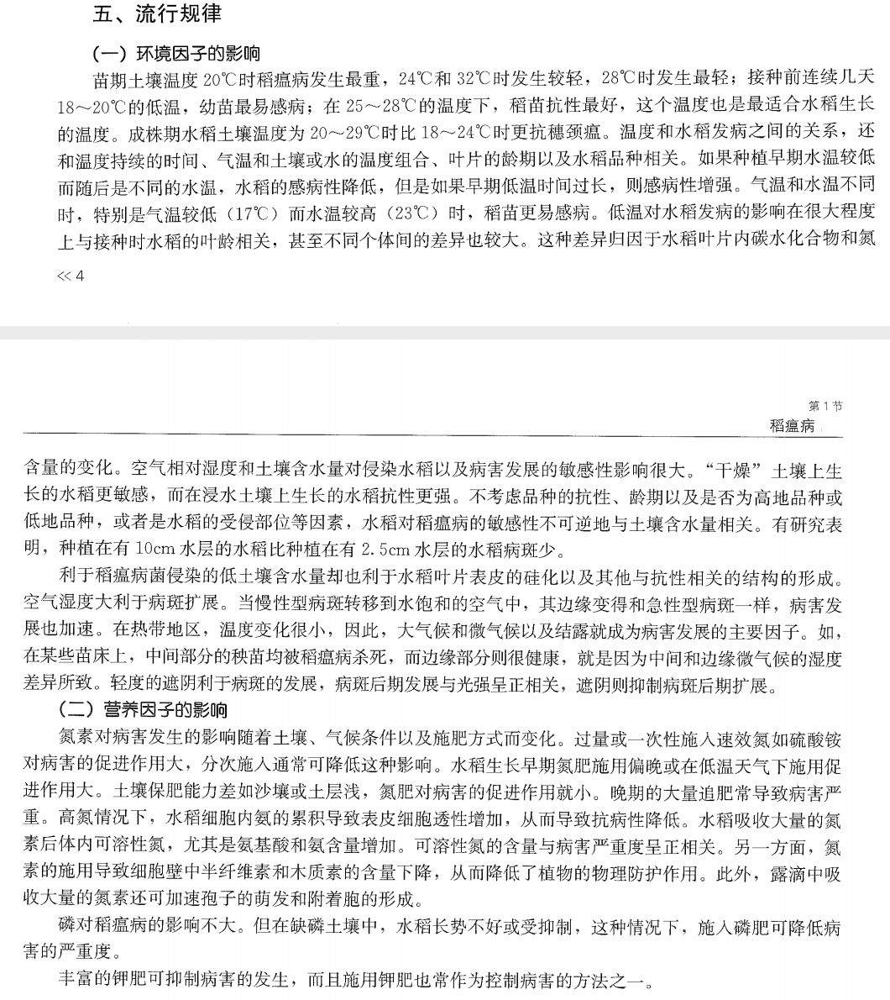 五、流行规律
(一) 环境因子的影响
苗期土壤温度 20℃时稻瘟病发生最重，24℃和 32℃时发生较轻，28℃时发生最轻；接种前连续几天
18～20℃的低温，幼苗最易感病；在 25～28℃的温度下，稻苗抗性最好，这个温度也是最适合水稻生长
的温度。成株期水稻土壤温度为 20～29℃时比 18～24℃时更抗穗颈瘟。温度和水稻发病之间的关系，还
和温度持续的时间、气温和土壤或水的温度组合、叶片的龄期以及水稻品种相关。如果种植早期水温较低
而随后是不同的水温，水稻的感病性降低，但是如果早期低温时间过长，则感病性增强。气温和水温不同
时，特别是气温较低（17℃）而水温较高（23℃）时，稻苗更易感病。低温对水稻发病的影响在很大程度
上与接种时水稻的叶龄相关，甚至不同个体间的差异也较大。这种差异归因于水稻叶片内碳水化合物和氮
<< 4
第 1 节
稻瘟病
含量的变化。空气相对湿度和土壤含水量对侵染水稻以及病害发展的敏感性影响很大。“干燥”土壤上生
长的水稻更敏感，而在浸水土壤上生长的水稻抗性更强。不考虑品种的抗性、龄期以及是否为高地品种或
低地品种，或者是水稻的受侵部位等因素，水稻对稻瘟病的敏感性不可逆地与土壤含水量相关。有研究表
明，种植在有 10cm 水层的水稻比种植在有 2.5cm 水层的水稻病斑少。
利于稻瘟病菌侵染的低土壤含水量却也利于水稻叶片表皮的硅化以及其他与抗性相关的结构的形成。
空气湿度大利于病斑扩展。当慢性型病斑转移到水饱和的空气中，其边缘变得和急性型病斑一样，病害发
展也加速。在热带地区，温度变化很小，因此，大气候和微气候以及结露就成为病害发展的主要因子。如，
在某些苗床上，中间部分的秧苗均被稻瘟病杀死，而边缘部分则很健康，就是因为中间和边缘微气候的湿度
差异所致。轻度的遮阴利于病斑的发展，病斑后期发展与光强呈正相关，遮阴则抑制病斑后期扩展。
(二) 营养因子的影响
氮素对病害发生的影响随着土壤、气候条件以及施肥方式而变化。过量或一次性施入速效氮如硫酸铵
对病害的促进作用大，分次施入通常可降低这种影响。水稻生长早期氮肥施用偏晚或在低温天气下施用促
进作用大。土壤保肥能力差如沙壤或土层浅，氮肥对病害的促进作用就小。晚期的大量追肥常导致病害严
重。高氮情况下，水稻细胞内氨的累积导致表皮细胞透性增加，从而导致抗病性降低。水稻吸收大量的氮
素后体内可溶性氮，尤其是氨基酸和氨含量增加。可溶性氮的含量与病害严重度呈正相关。另一方面，氮
素的施用导致细胞壁中半纤维素和木质素的含量下降，从而降低了植物的物理防护作用。此外，露滴中吸
收大量的氮素还可加速孢子的萌发和附着胞的形成。
磷对稻瘟病的影响不大。但在缺磷土壤中，水稻长势不好或受抑制，这种情况下，施入磷肥可降低病
害的严重度。
丰富的钾肥可抑制病害的发生，而且施用钾肥也常作为控制病害的方法之一。